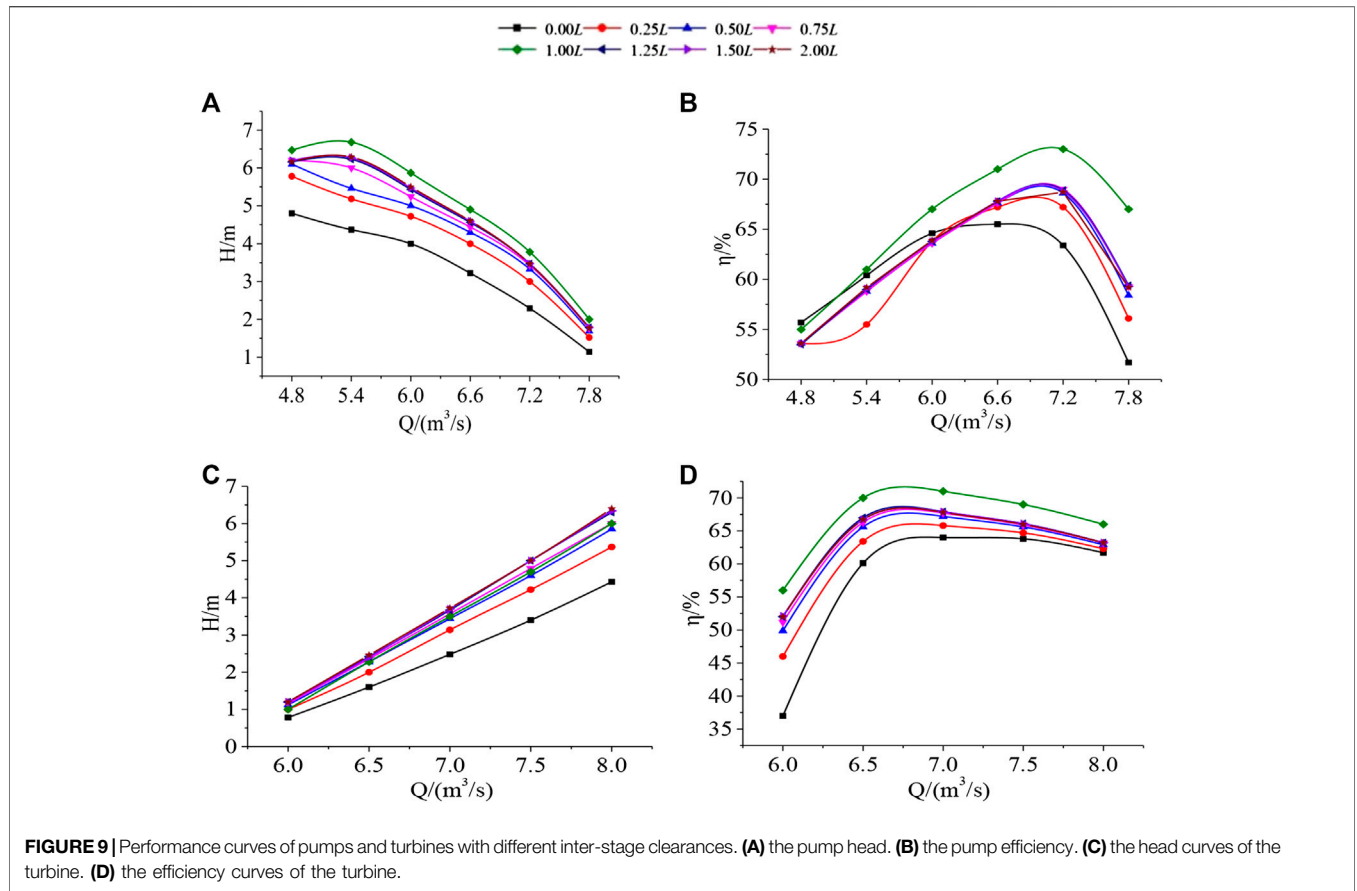 0.00L 0.25L 0.50L 0.75L
1.00L 1.25L 1.50L 2.00L
A
H/m
7
6
5
4
3
2
1
4.8 5.4 6.0 6.6 7.2 7.8
Q/(m³/s)
B
η/%
75
70
65
60
55
50
4.8 5.4 6.0 6.6 7.2 7.8
Q/(m³/s)
C
H/m
7
6
5
4
3
2
1
0
6.0 6.5 7.0 7.5 8.0
Q/(m³/s)
D
η/%
70
65
60
55
50
45
40
35
6.0 6.5 7.0 7.5 8.0
Q/(m³/s)
FIGURE 9 | Performance curves of pumps and turbines with different inter-stage clearances. (A) the pump head. (B) the pump efficiency. (C) the head curves of the
turbine. (D) the efficiency curves of the turbine.